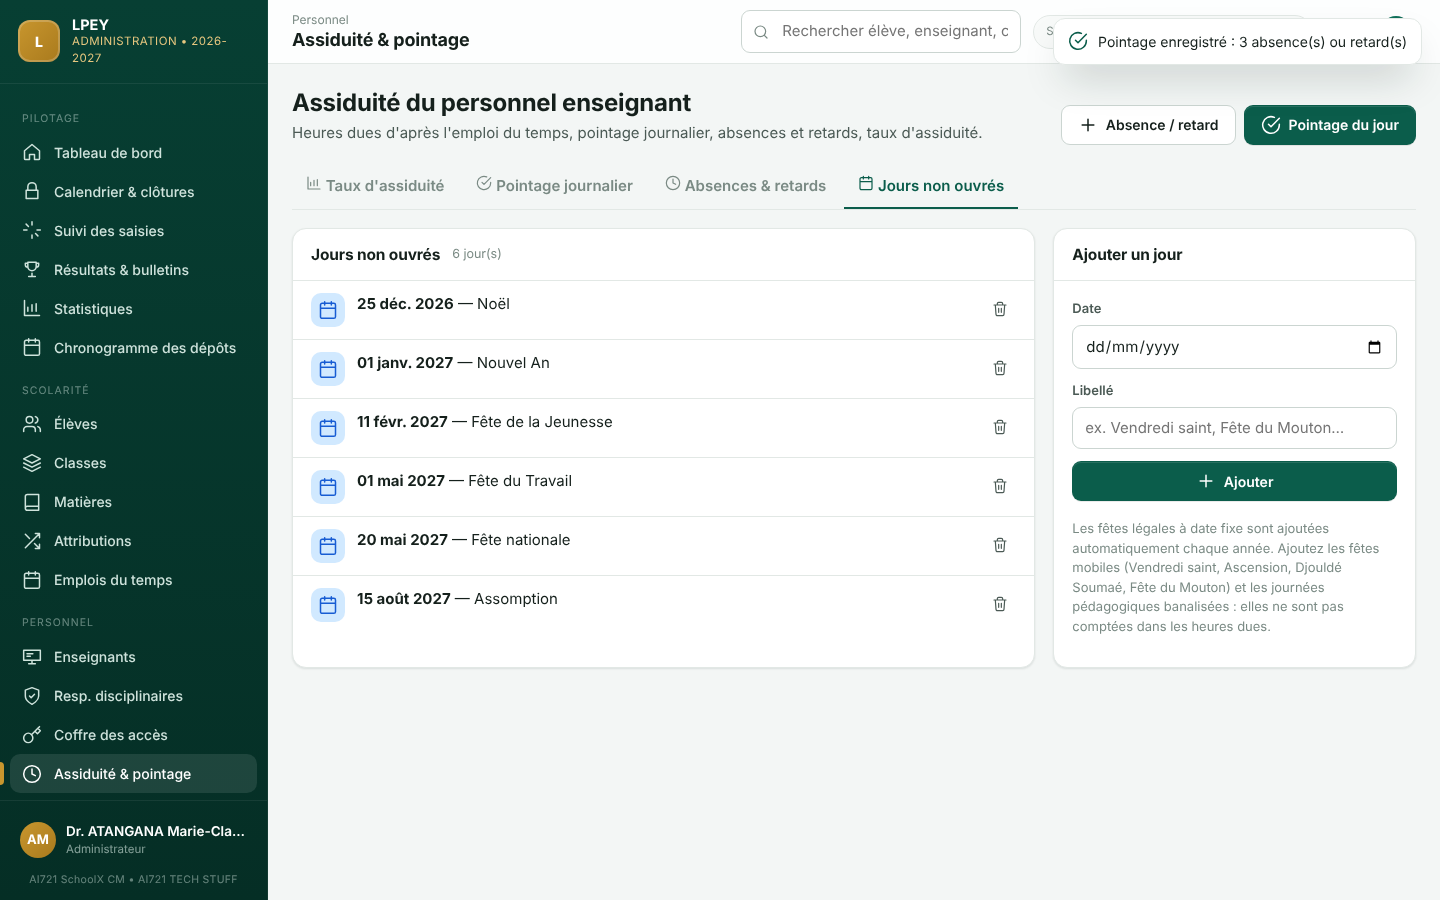 L
LPEY
ADMINISTRATION • 2026-
2027
PILOTAGE
Tableau de bord
Calendrier & clôtures
Suivi des saisies
Résultats & bulletins
Statistiques
Chronogramme des dépôts
SCOLARITÉ
Élèves
Classes
Matières
Attributions
Emplois du temps
PERSONNEL
Enseignants
Resp. disciplinaires
Coffre des accès
Assiduité & pointage
AM
Dr. ATANGANA Marie-Cla...
Administrateur
AI721 SchoolX CM • AI721 TECH STUFF
Personnel
Assiduité & pointage
Rechercher élève, enseignant, c
Pointage enregistré : 3 absence(s) ou retard(s)
Assiduité du personnel enseignant
Heures dues d'après l'emploi du temps, pointage journalier, absences et retards, taux d'assiduité.
Absence / retard
Pointage du jour
Taux d'assiduité
Pointage journalier
Absences & retards
Jours non ouvrés
Jours non ouvrés 6 jour(s)
25 déc. 2026 — Noël
01 janv. 2027 — Nouvel An
11 févr. 2027 — Fête de la Jeunesse
01 mai 2027 — Fête du Travail
20 mai 2027 — Fête nationale
15 août 2027 — Assomption
Ajouter un jour
Date
dd/mm/yyyy
Libellé
ex. Vendredi saint, Fête du Mouton...
Ajouter
Les fêtes légales à date fixe sont ajoutées
automatiquement chaque année. Ajoutez les fêtes
mobiles (Vendredi saint, Ascension, Djouldé
Soumaé, Fête du Mouton) et les journées
pédagogiques banalisées : elles ne sont pas
comptées dans les heures dues.